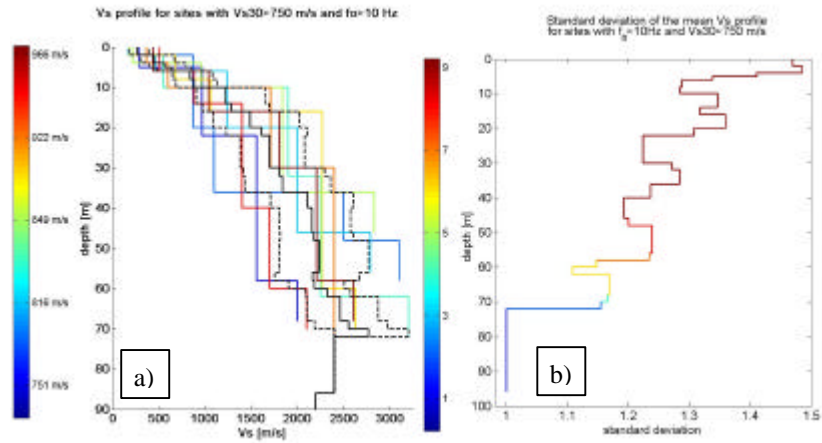 Vs profile for sites with Vs30=750 m/s and fo=10 Hz
966 m/s
922 m/s
849 m/s
816 m/s
751 m/s
0
10
20
30
40
50
60
70
80
90
depth [m]
0
500
1000
1500
2000
2500
3000
Vs [m/s]
a)
Standard deviation of the mean Vs profile
for sites with f0=10Hz and Vs30=750 m/s
9
7
5
3
1
0
10
20
30
40
50
60
70
80
90
100
depth [m]
1
1.1
1.2
1.3
1.4
1.5
standard deviation
b)